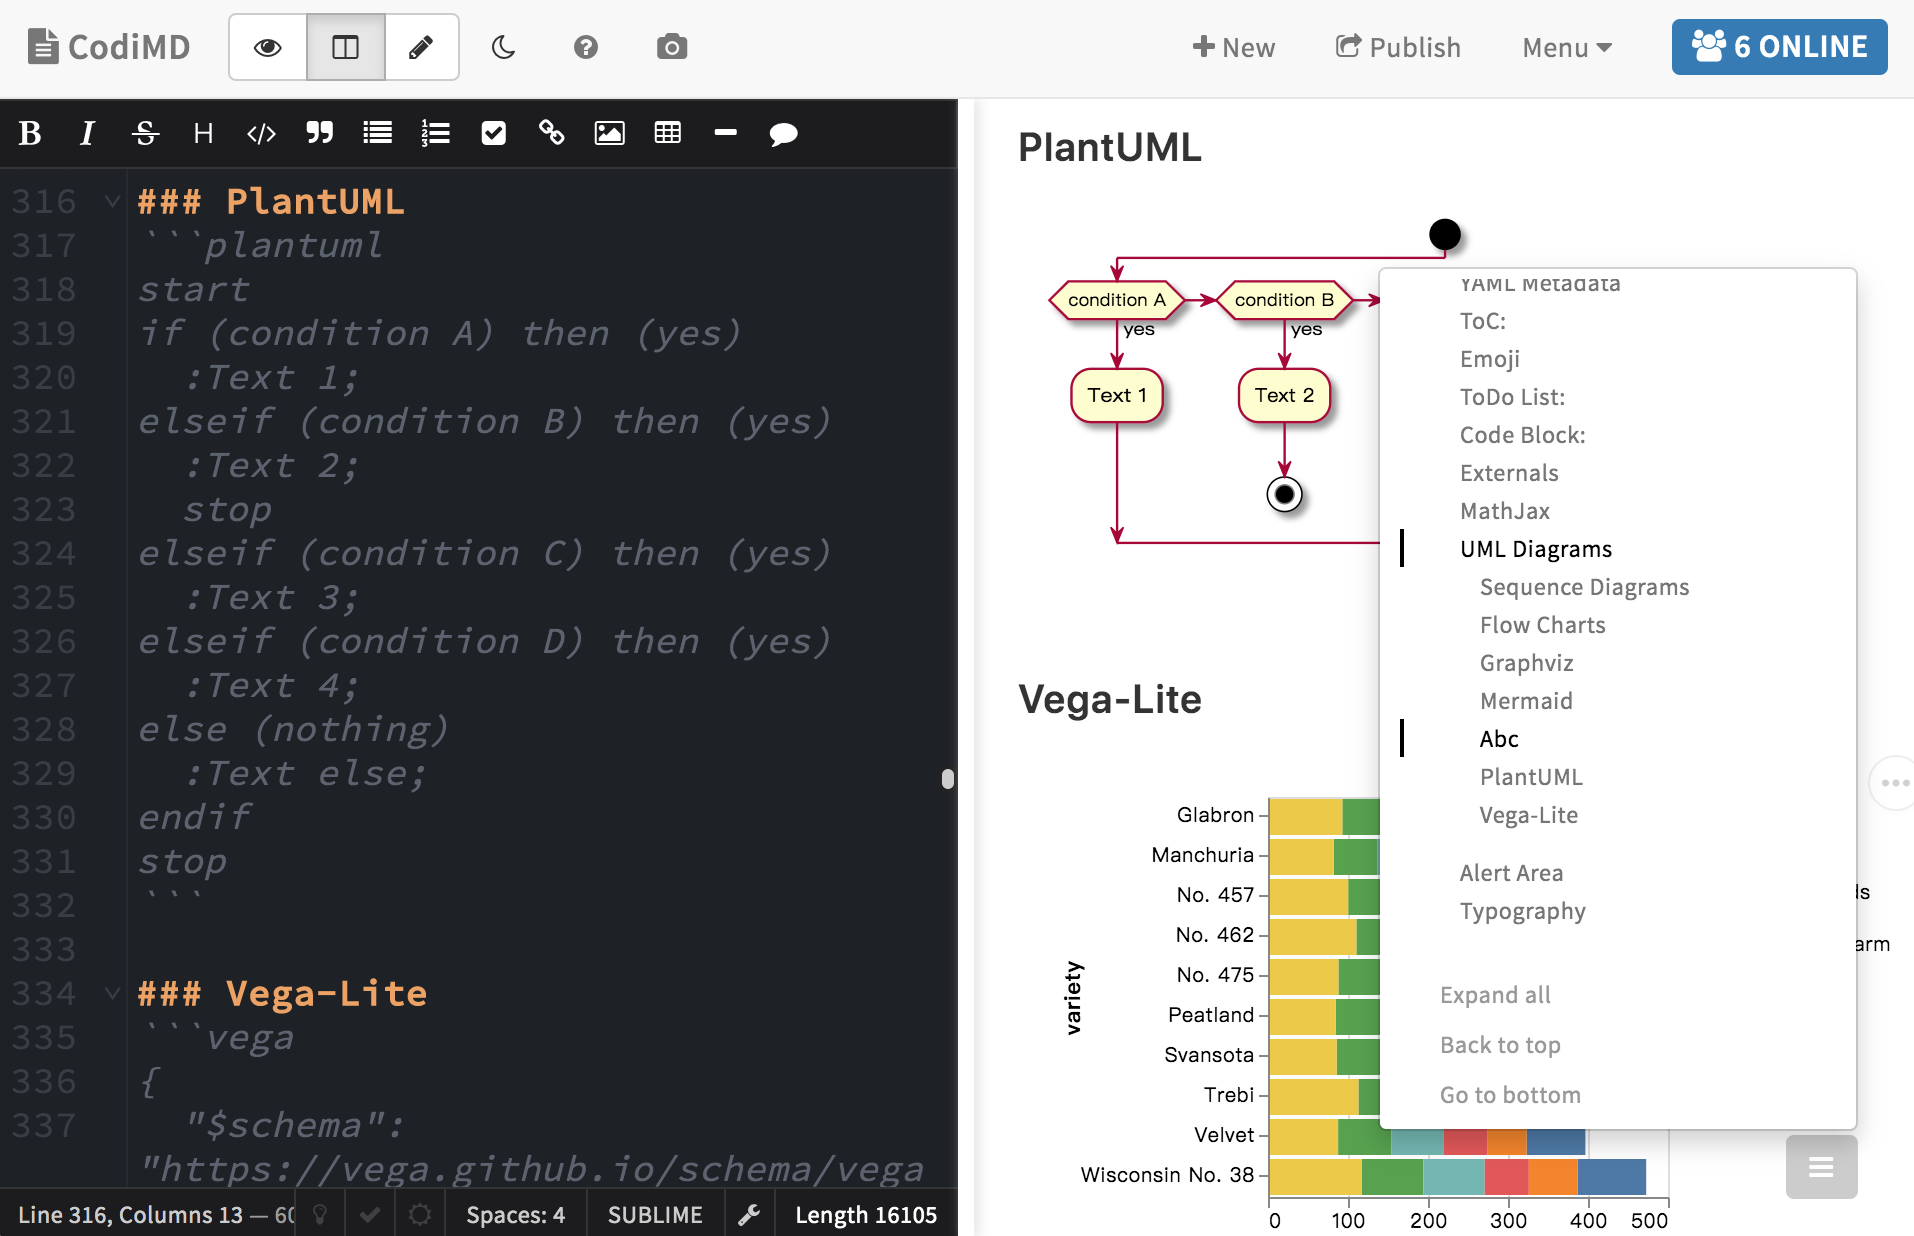 CodiMD
New
Publish
Menu
6 ONLINE
B I S H
316 ### PlantUML
317 ```plantuml
318 start
319 if (condition A) then (yes)
320   :Text 1;
321 elseif (condition B) then (yes)
322   :Text 2;
323   stop
324 elseif (condition C) then (yes)
325   :Text 3;
326 elseif (condition D) then (yes)
327   :Text 4;
328 else (nothing)
329   :Text else;
330 endif
331 stop
332 ```
333
334 ### Vega-Lite
335 ```vega
336 {
337   "$schema":
"https://vega.github.io/schema/vega
Line 316, Columns 13 — 60
Spaces: 4
SUBLIME
Length 16105
PlantUML
condition A
condition B
yes
yes
Text 1
Text 2
Vega-Lite
variety
Glabron
Manchuria
No. 457
No. 462
No. 475
Peatland
Svansota
Trebi
Velvet
Wisconsin No. 38
0 100 200 300 400 500
YAML Metadata
ToC:
Emoji
ToDo List:
Code Block:
Externals
MathJax
UML Diagrams
Sequence Diagrams
Flow Charts
Graphviz
Mermaid
Abc
PlantUML
Vega-Lite
Alert Area
Typography
Expand all
Back to top
Go to bottom